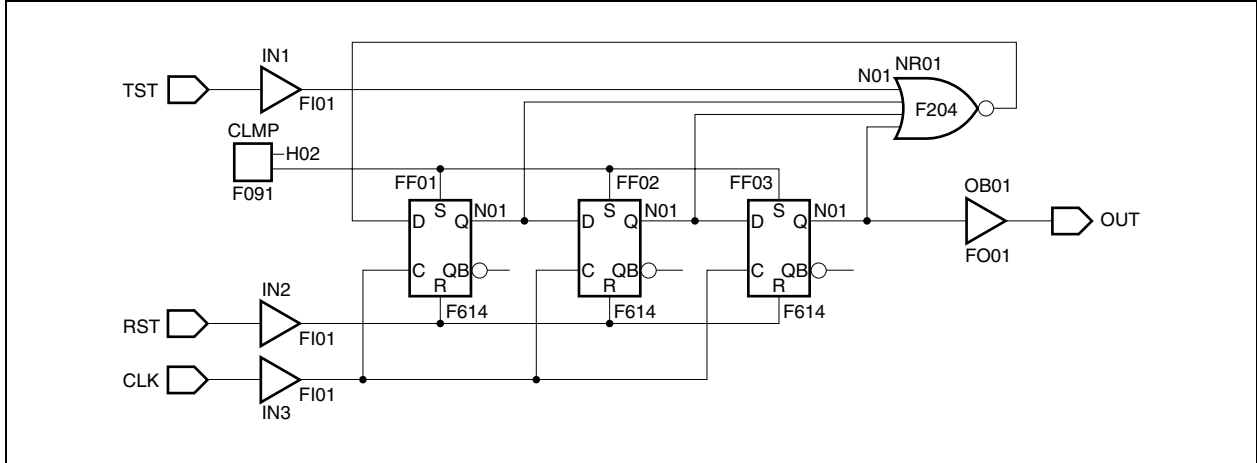 IN1
NR01
N01
TST
FI01
F204
CLMP
H02
F091
FF01
S
FF02
S
FF03
S
OB01
D
Q
N01
D
Q
N01
D
Q
N01
OUT
FO01
C
QB
C
QB
C
QB
R
R
R
IN2
F614
F614
F614
RST
FI01
CLK
FI01
IN3